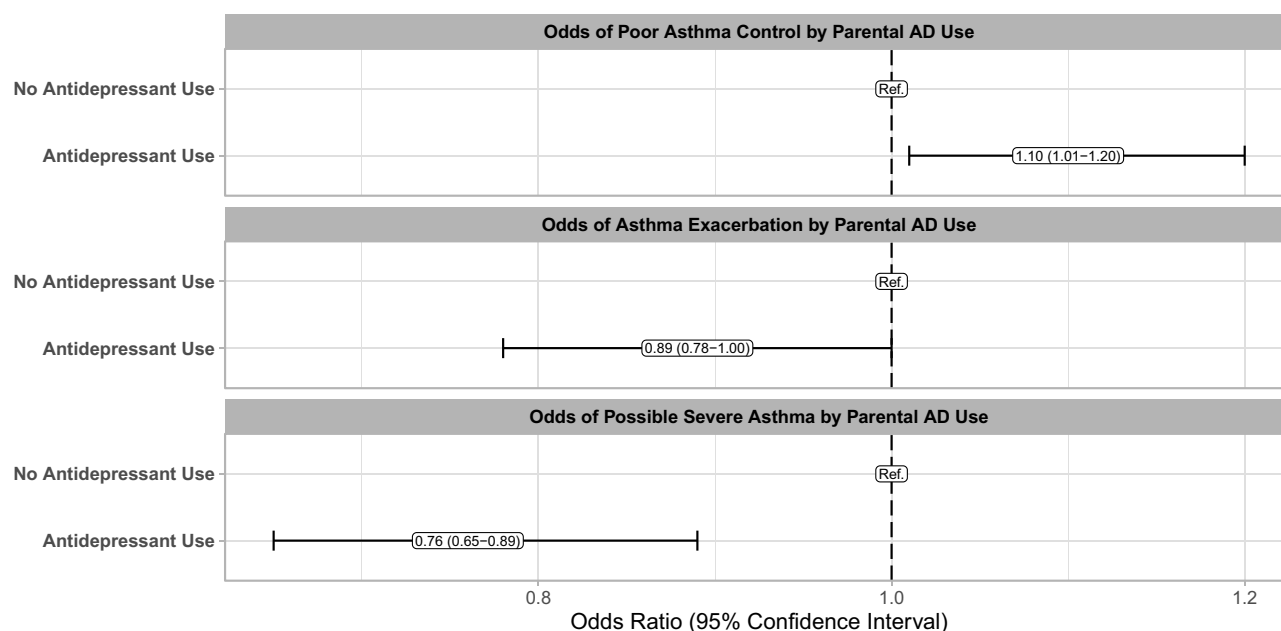 Odds of Poor Asthma Control by Parental AD Use
No Antidepressant Use
Ref.
Antidepressant Use
1.10 (1.01−1.20)
Odds of Asthma Exacerbation by Parental AD Use
No Antidepressant Use
Ref.
Antidepressant Use
0.89 (0.78−1.00)
Odds of Possible Severe Asthma by Parental AD Use
No Antidepressant Use
Ref.
Antidepressant Use
0.76 (0.65−0.89)
0.8 1.0 1.2
Odds Ratio (95% Confidence Interval)